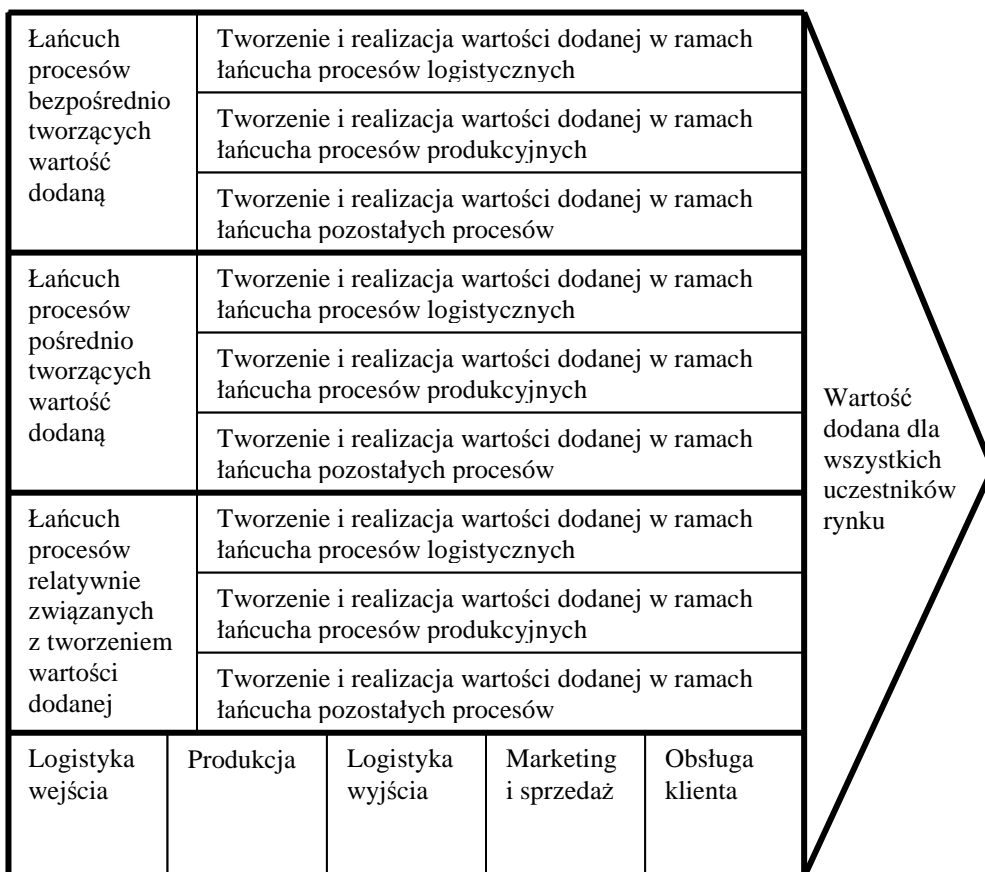 Łańcuch
procesów
bezpośrednio
tworzących
wartość
dodaną
Tworzenie i realizacja wartości dodanej w ramach
łańcucha procesów logistycznych
Tworzenie i realizacja wartości dodanej w ramach
łańcucha procesów produkcyjnych
Tworzenie i realizacja wartości dodanej w ramach
łańcucha pozostałych procesów
Łańcuch
procesów
pośrednio
tworzących
wartość
dodaną
Tworzenie i realizacja wartości dodanej w ramach
łańcucha procesów logistycznych
Tworzenie i realizacja wartości dodanej w ramach
łańcucha procesów produkcyjnych
Tworzenie i realizacja wartości dodanej w ramach
łańcucha pozostałych procesów
Łańcuch
procesów
relatywnie
związanych
z tworzeniem
wartości
dodanej
Tworzenie i realizacja wartości dodanej w ramach
łańcucha procesów logistycznych
Tworzenie i realizacja wartości dodanej w ramach
łańcucha procesów produkcyjnych
Tworzenie i realizacja wartości dodanej w ramach
łańcucha pozostałych procesów
Logistyka
wejścia
Produkcja
Logistyka
wyjścia
Marketing
i sprzedaż
Obsługa
klienta
Wartość
dodana dla
wszystkich
uczestników
rynku